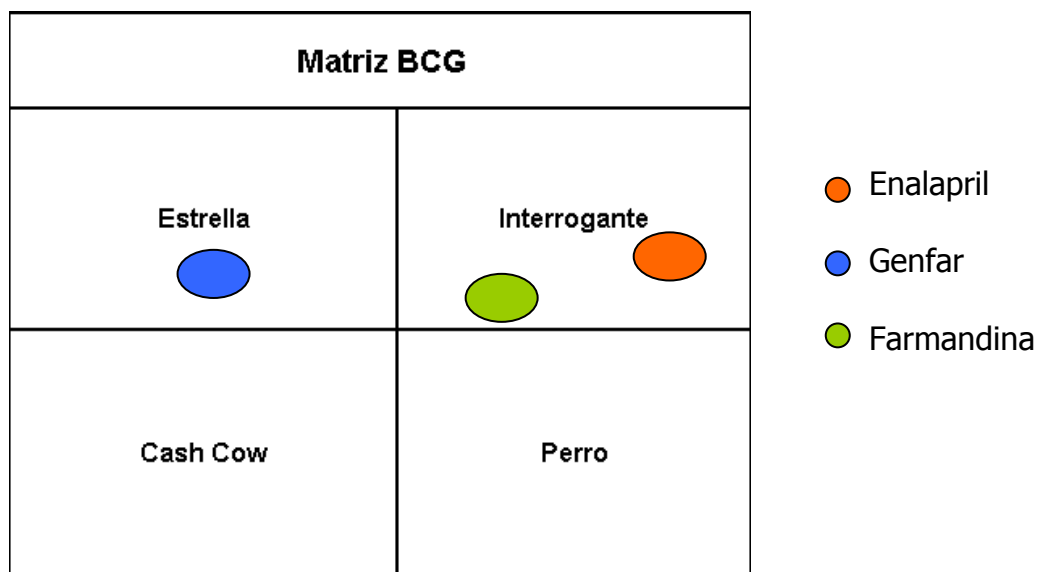 Matriz BCG
Estrella
Interrogante
Cash Cow
Perro
Enalapril
Genfar
Farmandina